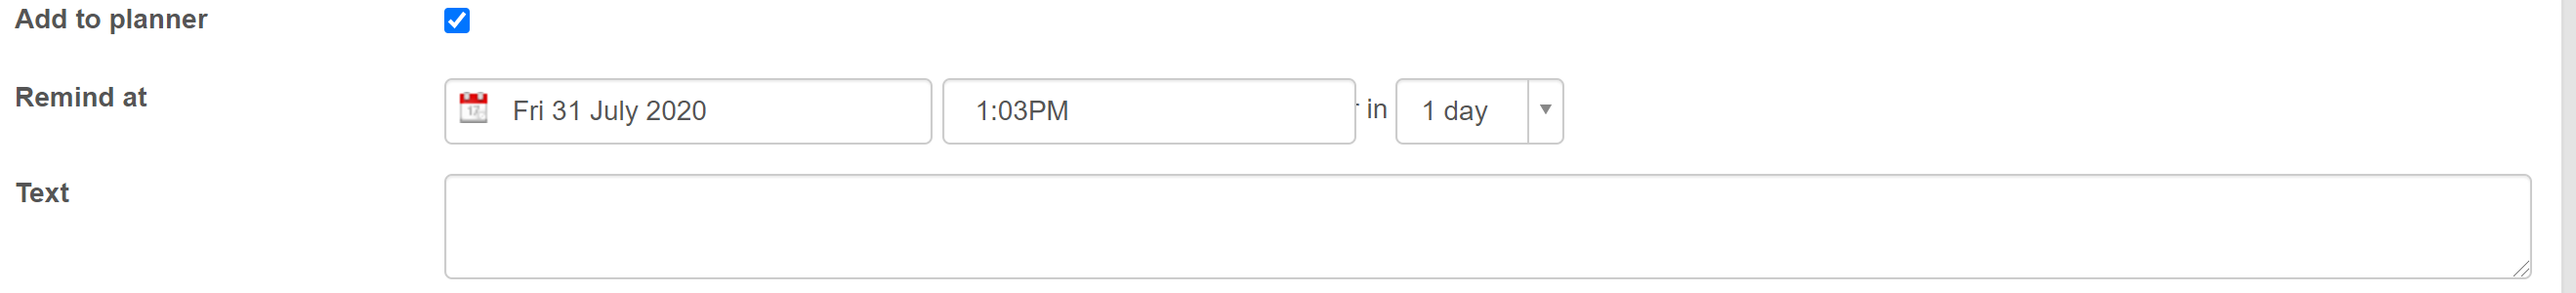 Add to planner
Remind at Fri 31 July 2020 1:03PM in 1 day
Text